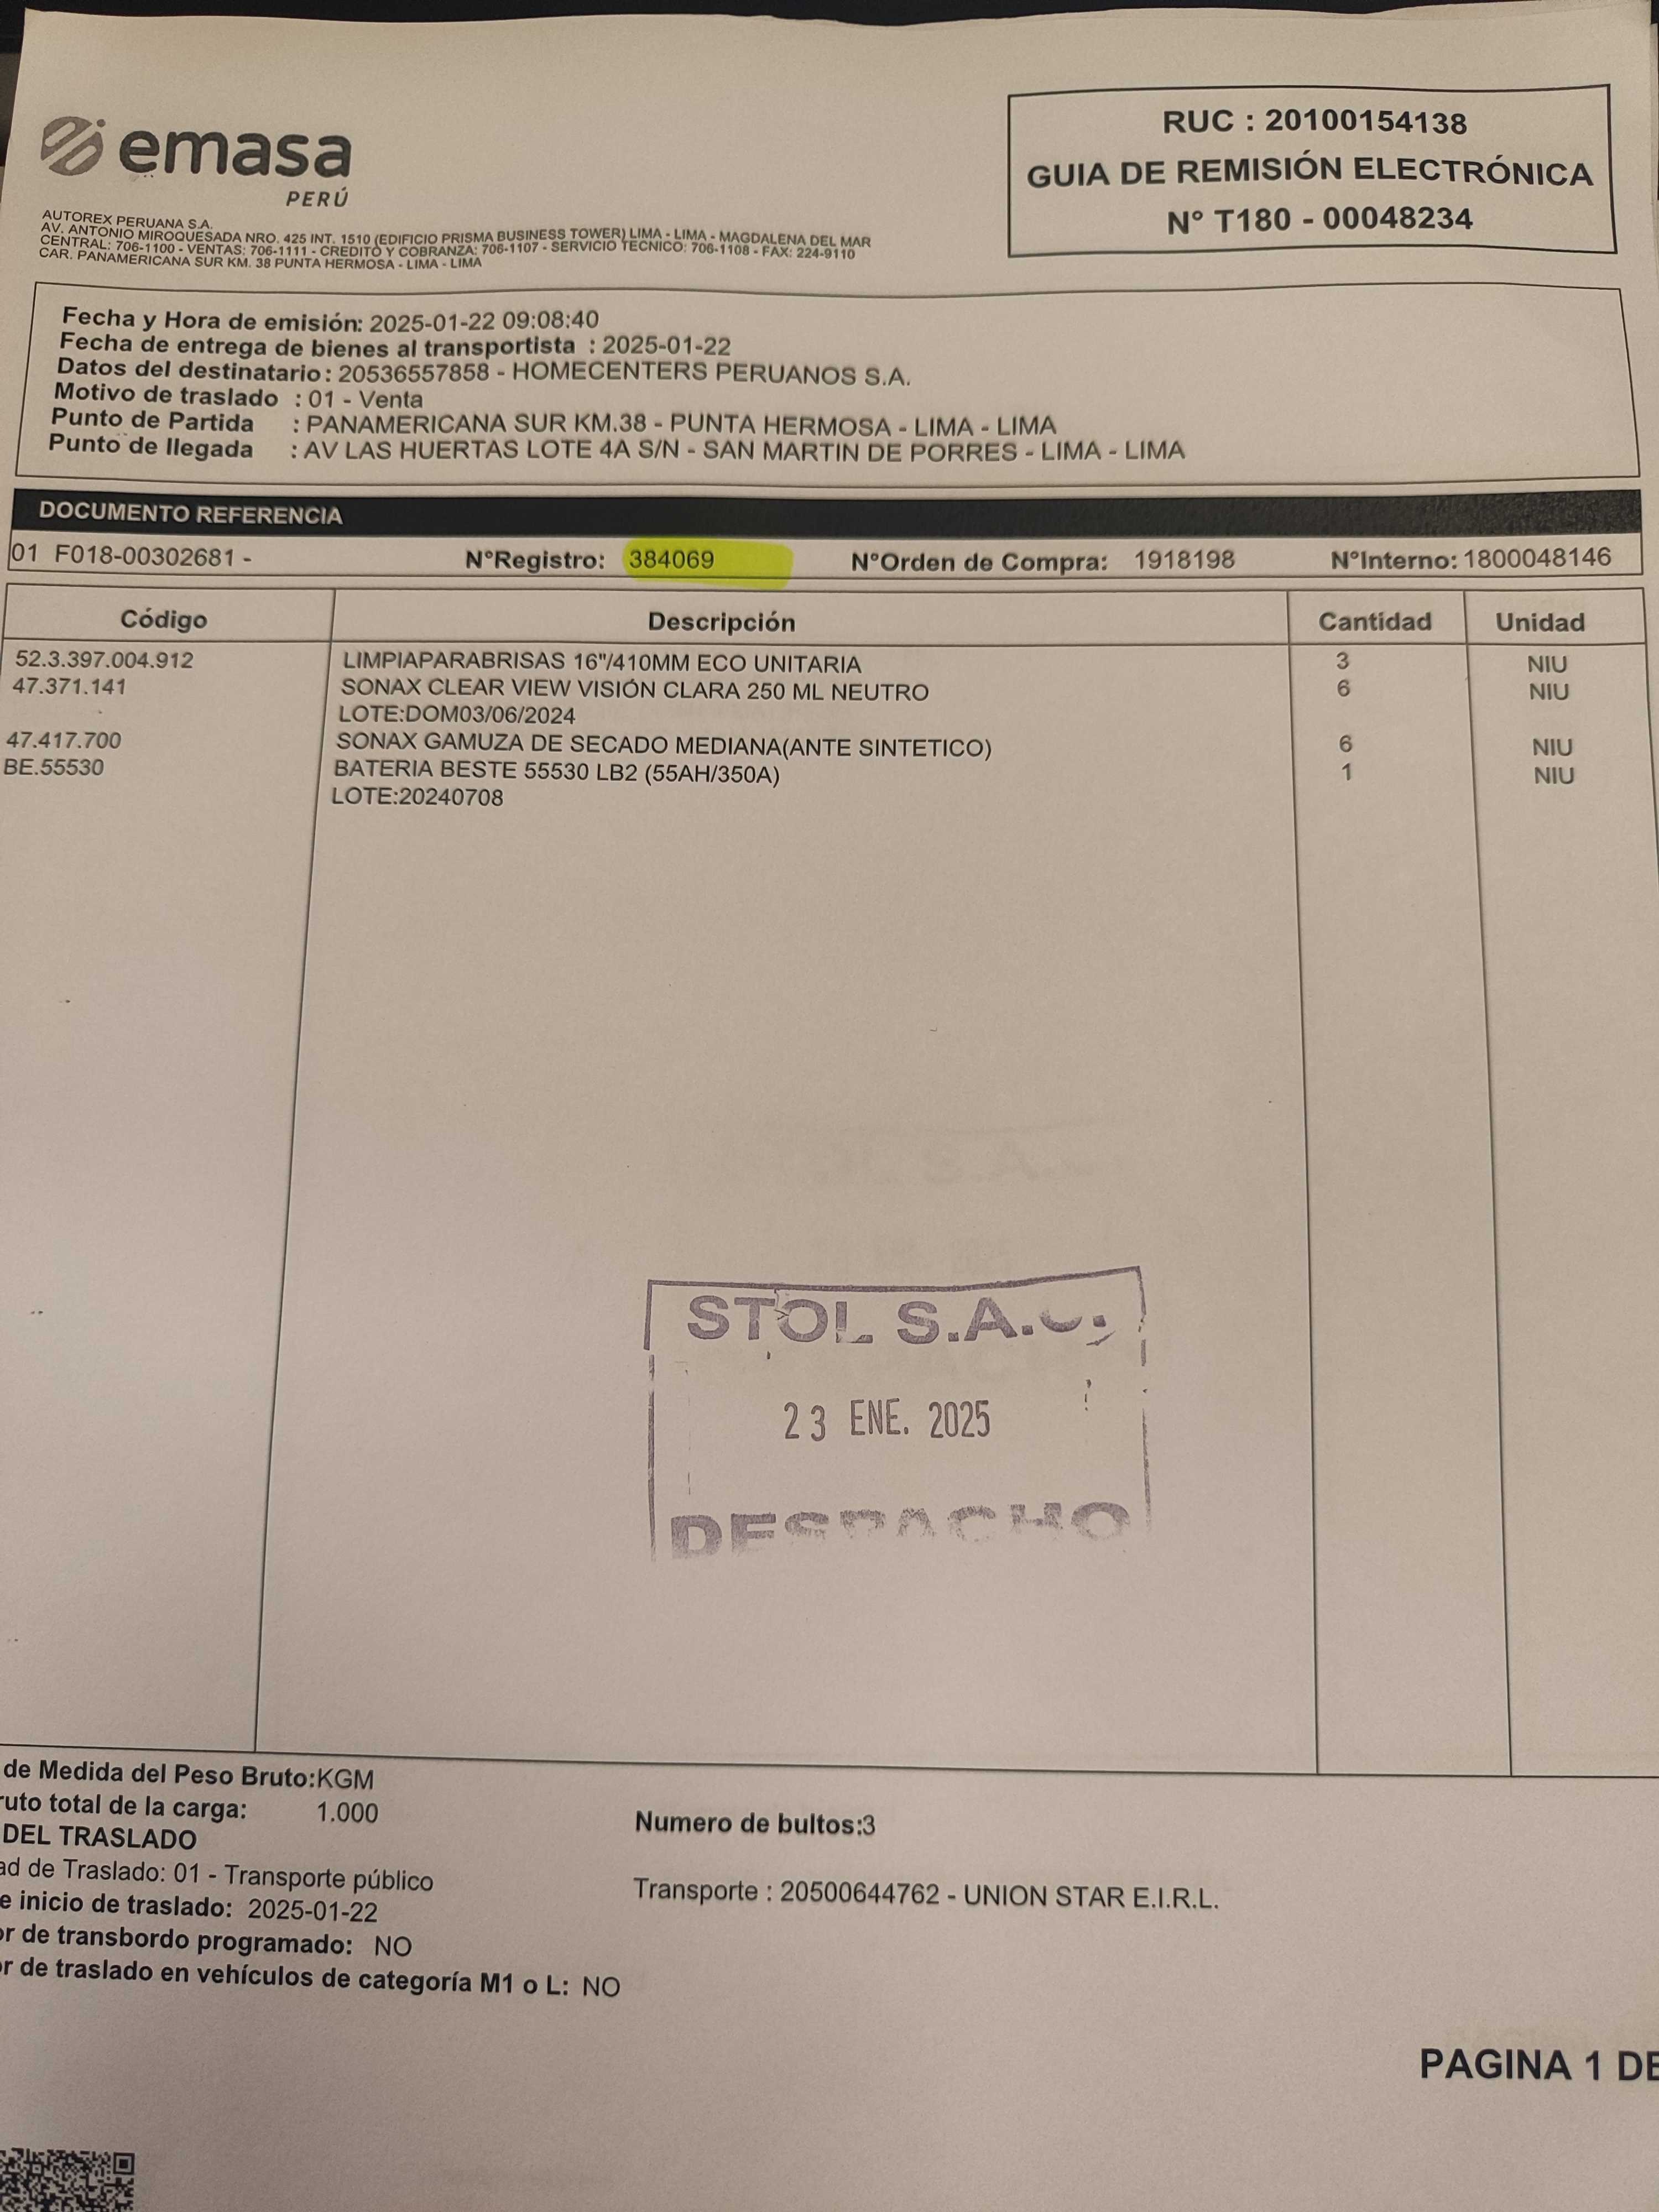 emasa
PERÚ
AUTOREX PERUANA S.A.
AV. ANTONIO MIROQUESADA NRO. 425 INT. 1510 (EDIFICIO PRISMA BUSINESS TOWER) LIMA - LIMA - MAGDALENA DEL MAR
CENTRAL: 706-1100 - VENTAS: 706-1111 - CREDITO Y COBRANZA: 706-1107 - SERVICIO TECNICO: 706-1108 - FAX: 224-9110
CAR. PANAMERICANA SUR KM. 38 PUNTA HERMOSA - LIMA - LIMA
RUC : 20100154138
GUIA DE REMISIÓN ELECTRÓNICA
N° T180 - 00048234
Fecha y Hora de emisión: 2025-01-22 09:08:40
Fecha de entrega de bienes al transportista : 2025-01-22
Datos del destinatario : 20536557858 - HOMECENTERS PERUANOS S.A.
Motivo de traslado : 01 - Venta
Punto de Partida : PANAMERICANA SUR KM.38 - PUNTA HERMOSA - LIMA - LIMA
Punto de llegada : AV LAS HUERTAS LOTE 4A S/N - SAN MARTIN DE PORRES - LIMA - LIMA
DOCUMENTO REFERENCIA
01 F018-00302681 - N°Registro: 384069 N°Orden de Compra: 1918198 N°Interno: 1800048146
Código Descripción Cantidad Unidad
52.3.397.004.912 LIMPIAPARABRISAS 16"/410MM ECO UNITARIA 3 NIU
47.371.141 SONAX CLEAR VIEW VISIÓN CLARA 250 ML NEUTRO 6 NIU
LOTE:DOM03/06/2024
47.417.700 SONAX GAMUZA DE SECADO MEDIANA(ANTE SINTETICO) 6 NIU
BE.55530 BATERIA BESTE 55530 LB2 (55AH/350A) 1 NIU
LOTE:20240708
STOL S.A.C.
23 ENE. 2025
DESPACHO
de Medida del Peso Bruto:KGM
ruto total de la carga: 1.000
Numero de bultos:3
DEL TRASLADO
ad de Traslado: 01 - Transporte público
Transporte : 20500644762 - UNION STAR E.I.R.L.
e inicio de traslado: 2025-01-22
or de transbordo programado: NO
or de traslado en vehículos de categoría M1 o L: NO
PAGINA 1 DE